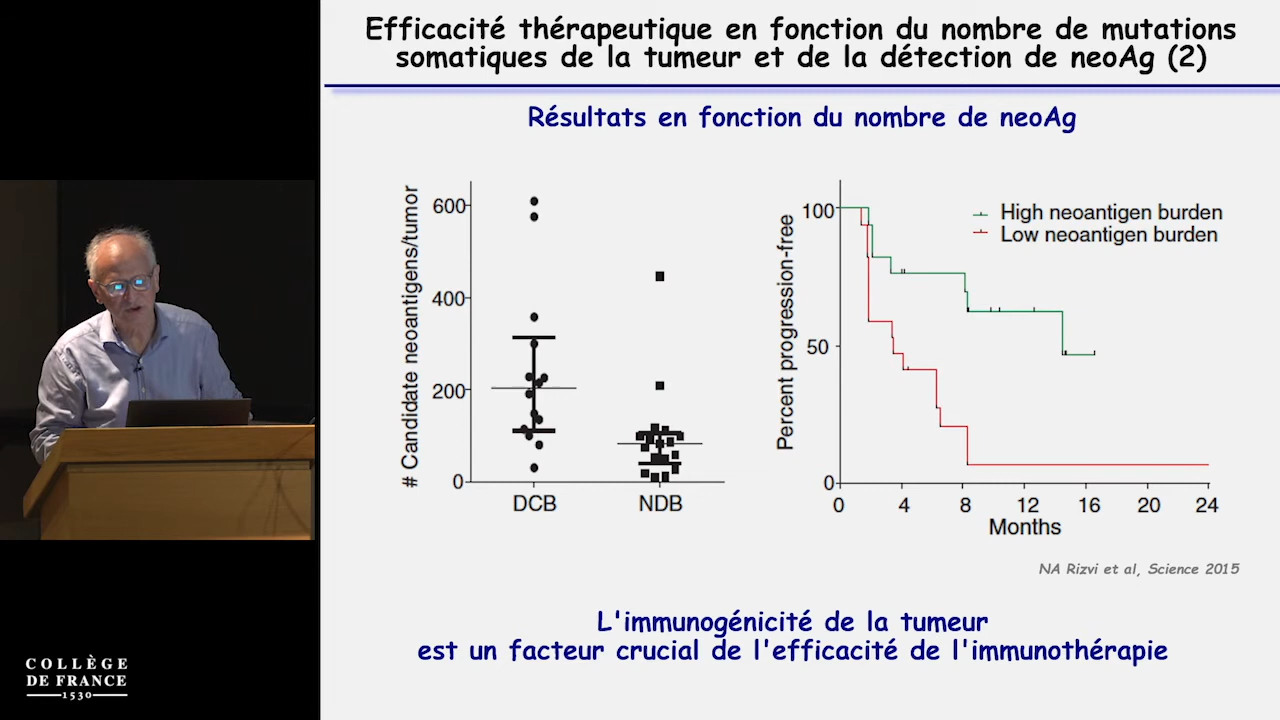 Efficacité thérapeutique en fonction du nombre de mutations
somatiques de la tumeur et de la détection de neoAg (2)
Résultats en fonction du nombre de neoAg
# Candidate neoantigens/tumor
600
400
200
0
DCB
NDB
Percent progression-free
100
50
0
High neoantigen burden
Low neoantigen burden
0 4 8 12 16 20 24
Months
NA Rizvi et al, Science 2015
L'immunogénicité de la tumeur
est un facteur crucial de l'efficacité de l'immunothérapie
COLLÈGE
DE FRANCE
1530